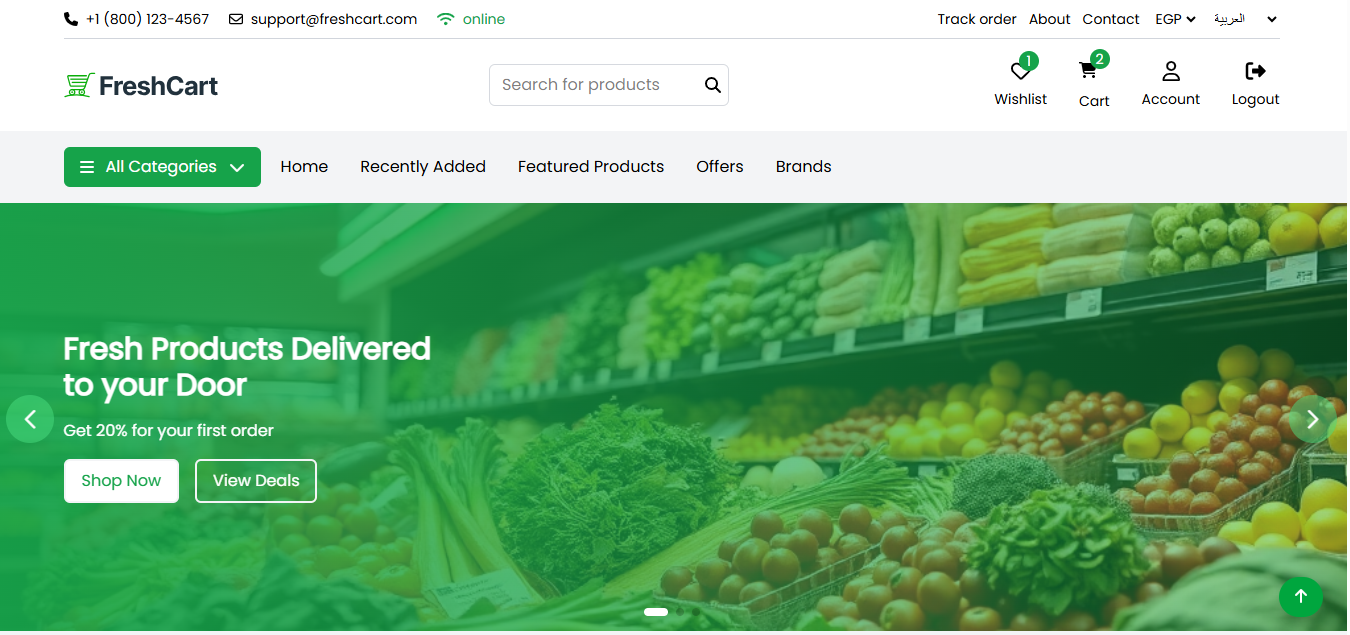 +1 (800) 123-4567 support@freshcart.com online Track order About Contact EGP العربية
FreshCart Search for products 1 Wishlist 2 Cart Account Logout
All Categories Home Recently Added Featured Products Offers Brands
Fresh Products Delivered
to your Door
Get 20% for your first order
Shop Now View Deals